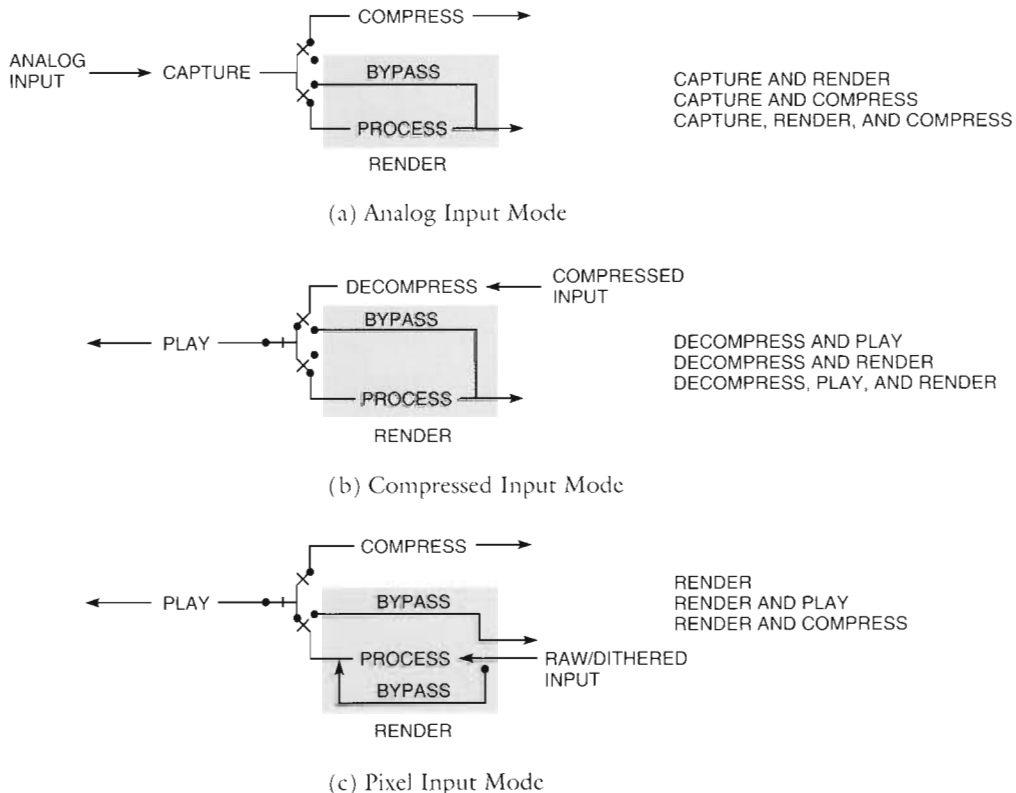 COMPRESS
ANALOG
INPUT
CAPTURE
BYPASS
PROCESS
RENDER
CAPTURE AND RENDER
CAPTURE AND COMPRESS
CAPTURE, RENDER, AND COMPRESS
(a) Analog Input Mode
DECOMPRESS
COMPRESSED
INPUT
BYPASS
PLAY
PROCESS
RENDER
DECOMPRESS AND PLAY
DECOMPRESS AND RENDER
DECOMPRESS, PLAY, AND RENDER
(b) Compressed Input Mode
COMPRESS
PLAY
BYPASS
PROCESS
RAW/DITHERED
INPUT
BYPASS
RENDER
RENDER
RENDER AND PLAY
RENDER AND COMPRESS
(c) Pixel Input Mode